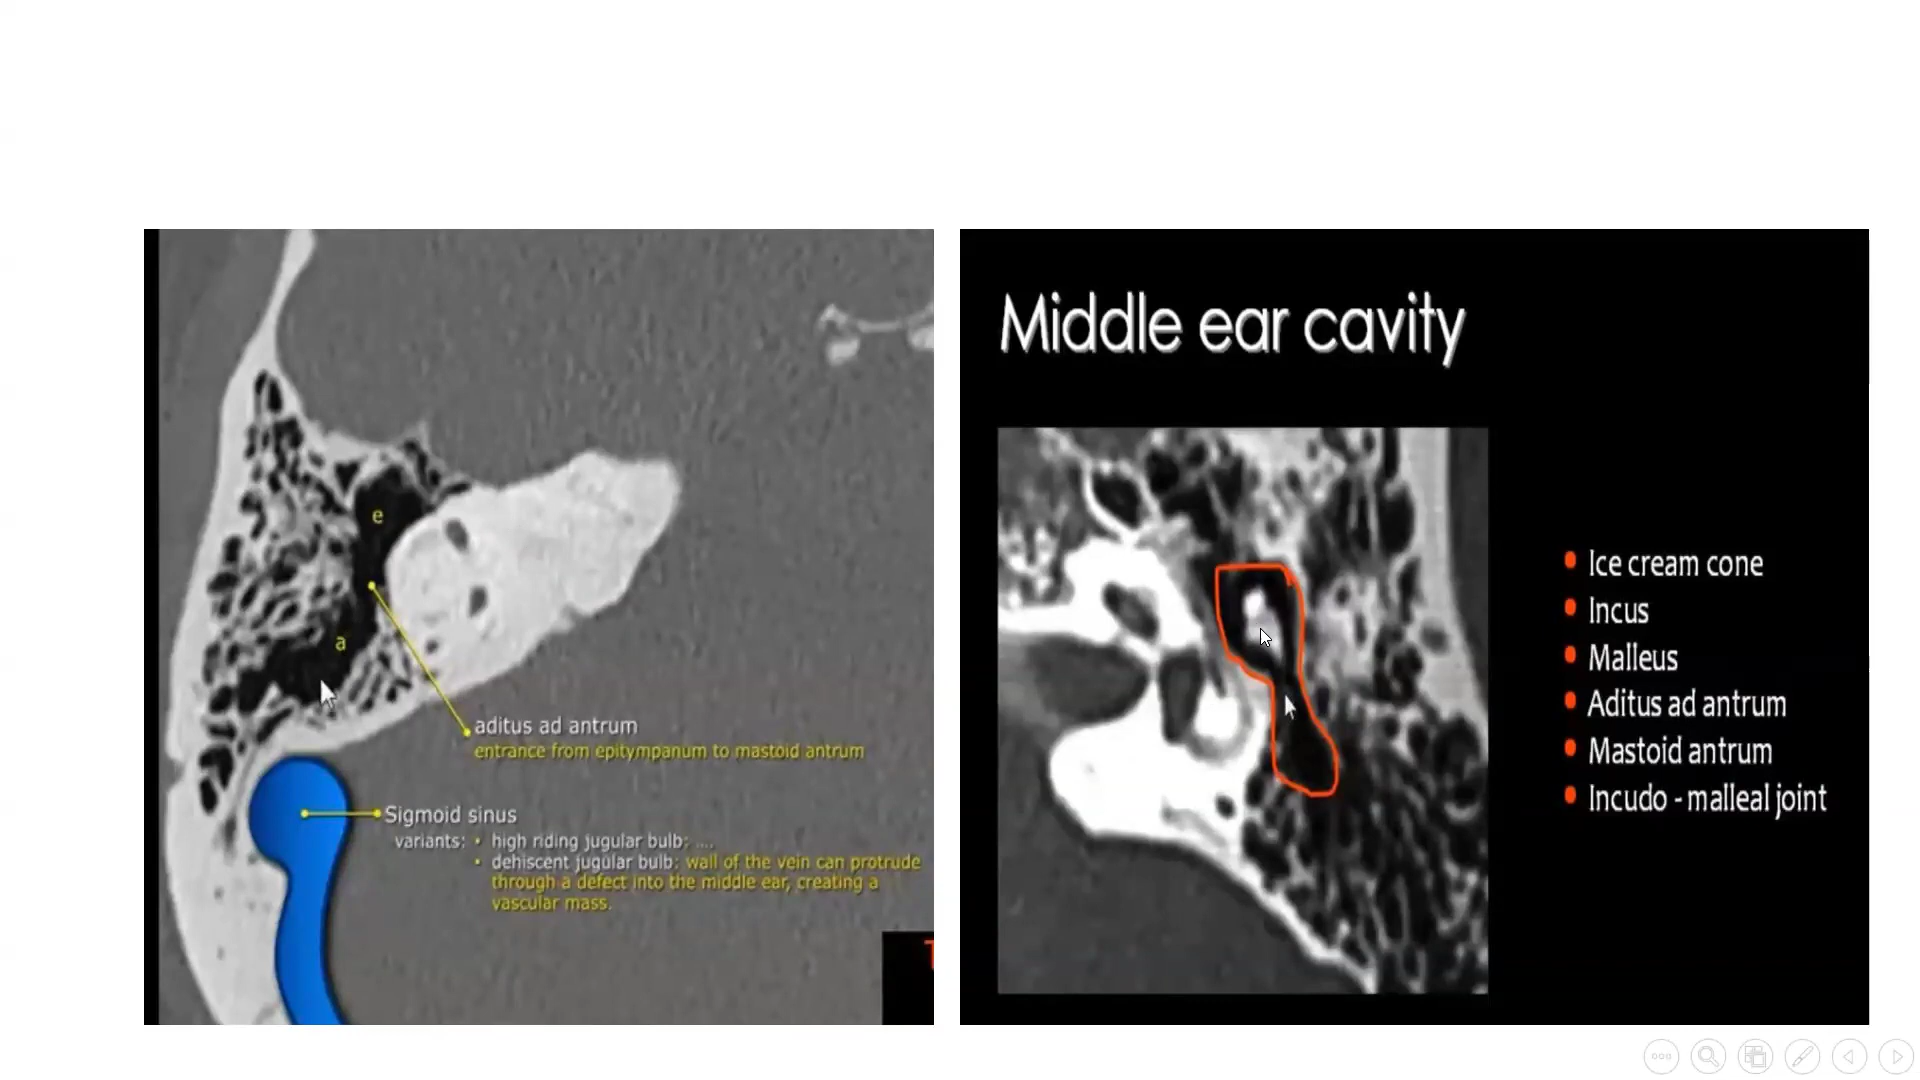 e
a
aditus ad antrum
entrance from epitympanum to mastoid antrum
Sigmoid sinus
variants: • high riding jugular bulb: ....
• dehiscent jugular bulb: wall of the vein can protrude
through a defect into the middle ear, creating a
vascular mass.
T
Middle ear cavity
• Ice cream cone
• Incus
• Malleus
• Aditus ad antrum
• Mastoid antrum
• Incudo - malleal joint